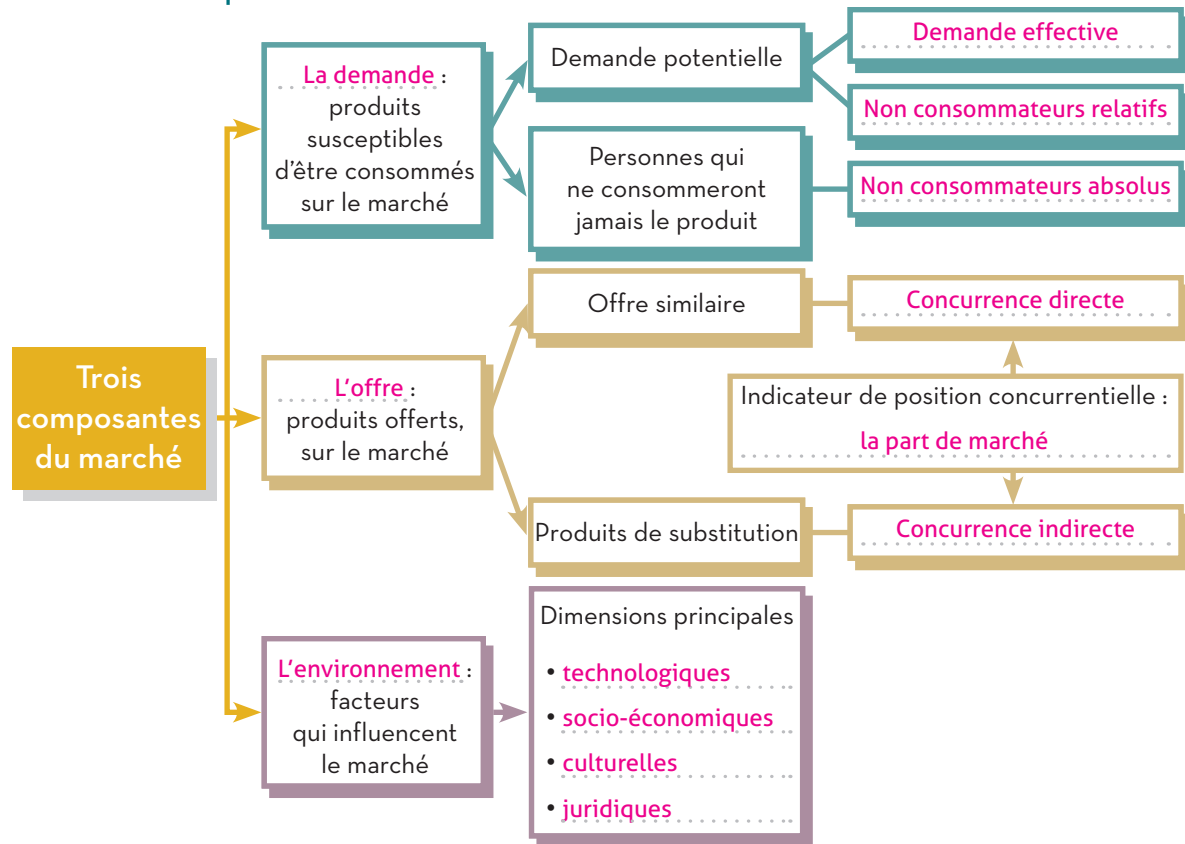 Trois
composantes
du marché
La demande :
produits
susceptibles
d'être consommés
sur le marché
Demande potentielle
Demande effective
Non consommateurs relatifs
Personnes qui
ne consommeront
jamais le produit
Non consommateurs absolus
L'offre :
produits offerts,
sur le marché
Offre similaire
Concurrence directe
Indicateur de position concurrentielle :
la part de marché
Produits de substitution
Concurrence indirecte
L'environnement :
facteurs
qui influencent
le marché
Dimensions principales
• technologiques
• socio-économiques
• culturelles
• juridiques